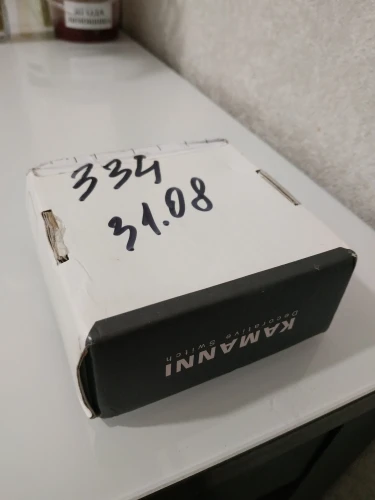 334
31.08
KAMANNI
Decorative Switch